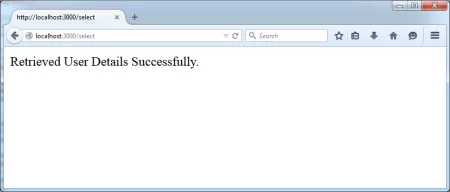 http://localhost:3000/select
localhost:3000/select
Search
Retrieved User Details Successfully.